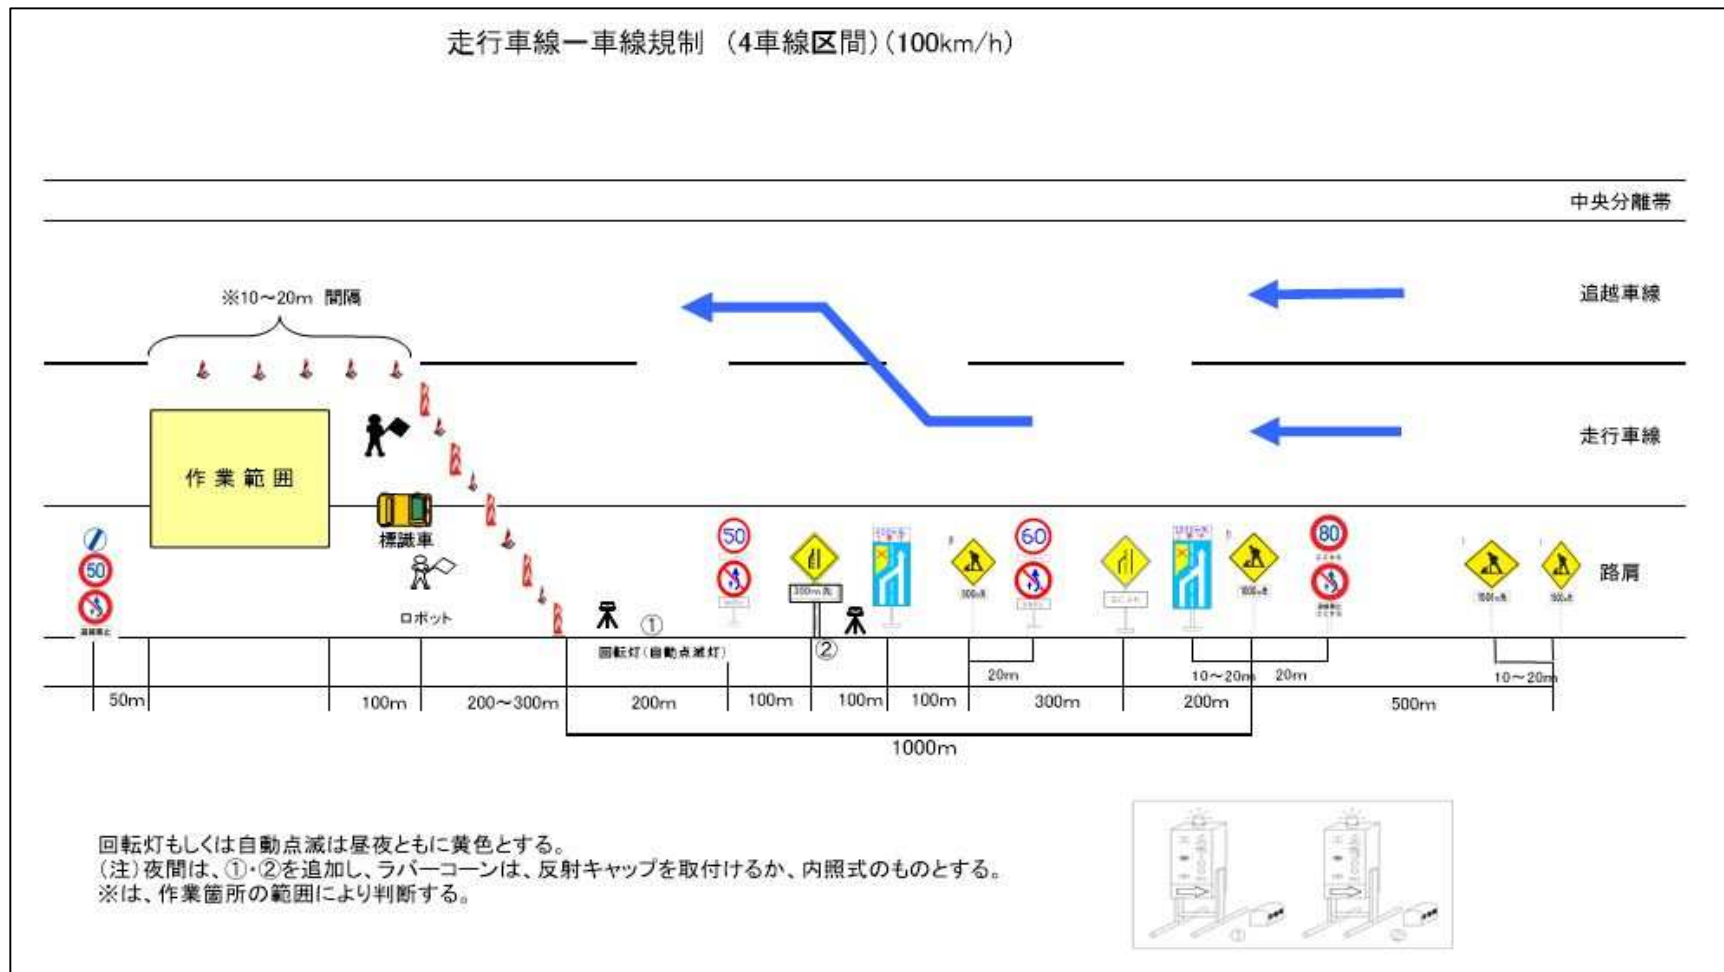 走行車線一車線規制 (4車線区間)(100km/h)
中央分離帯
※10~20m 間隔
追越車線
走行車線
作業範囲
標識車
ロボット
路肩
50
50
300m先
60
80
①
回転灯(自動点滅灯)
②
20m
10~20m
20m
10~20m
50m
100m
200~300m
200m
100m
100m
100m
300m
200m
500m
1000m
回転灯もしくは自動点滅は昼夜ともに黄色とする。
(注)夜間は、①・②を追加し、ラバーコーンは、反射キャップを取付けるか、内照式のものとする。
※は、作業箇所の範囲により判断する。
①
②